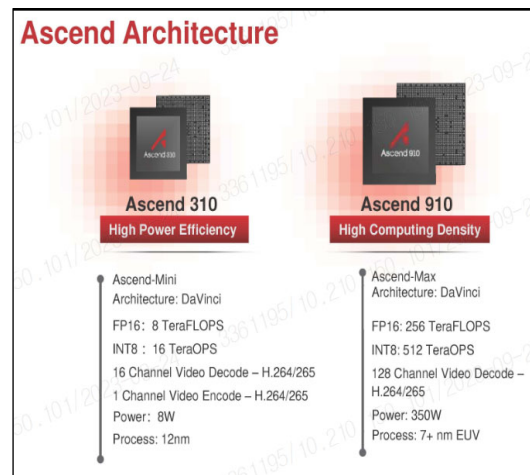 Ascend Architecture
Ascend 310
Ascend 910
Ascend 310
High Power Efficiency
Ascend-Mini
Architecture: DaVinci
FP16: 8 TeraFLOPS
INT8 : 16 TeraOPS
16 Channel Video Decode – H.264/265
1 Channel Video Encode – H.264/265
Power: 8W
Process: 12nm
Ascend 910
High Computing Density
Ascend-Max
Architecture: DaVinci
FP16: 256 TeraFLOPS
INT8: 512 TeraOPS
128 Channel Video Decode –
H.264/265
Power: 350W
Process: 7+ nm EUV